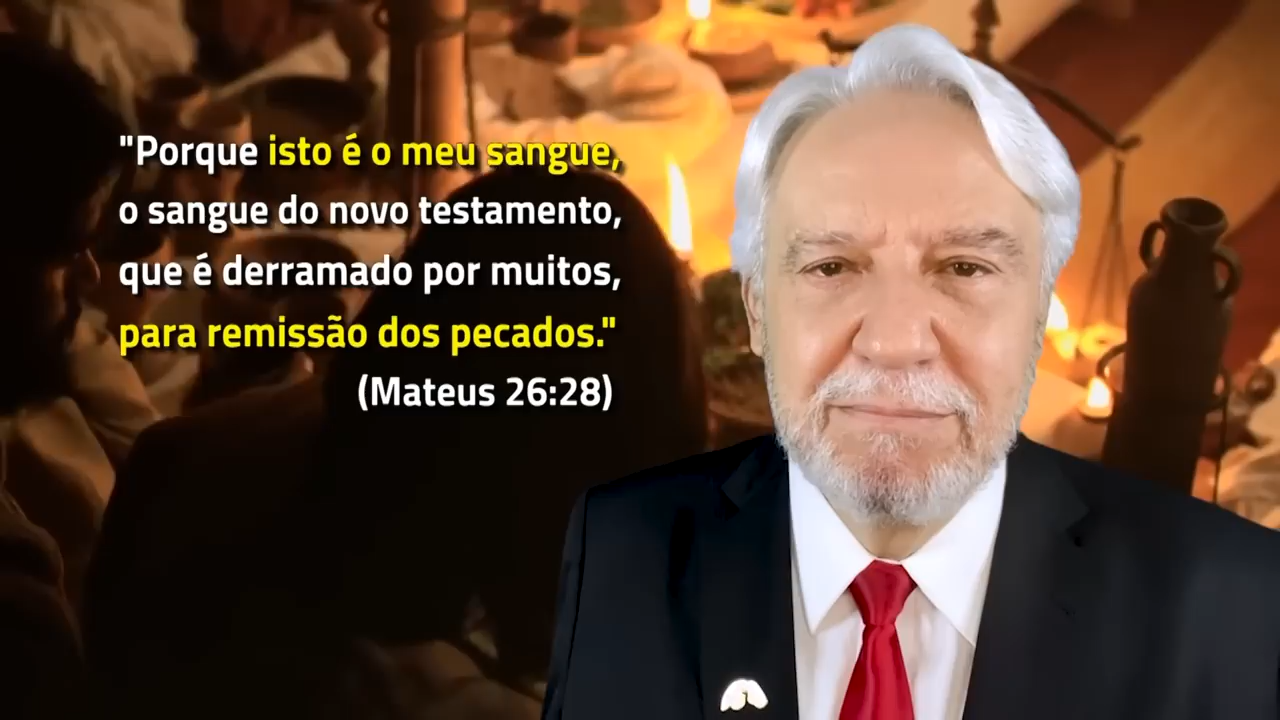 "Porque isto é o meu sangue,
o sangue do novo testamento,
que é derramado por muitos,
para remissão dos pecados."
(Mateus 26:28)